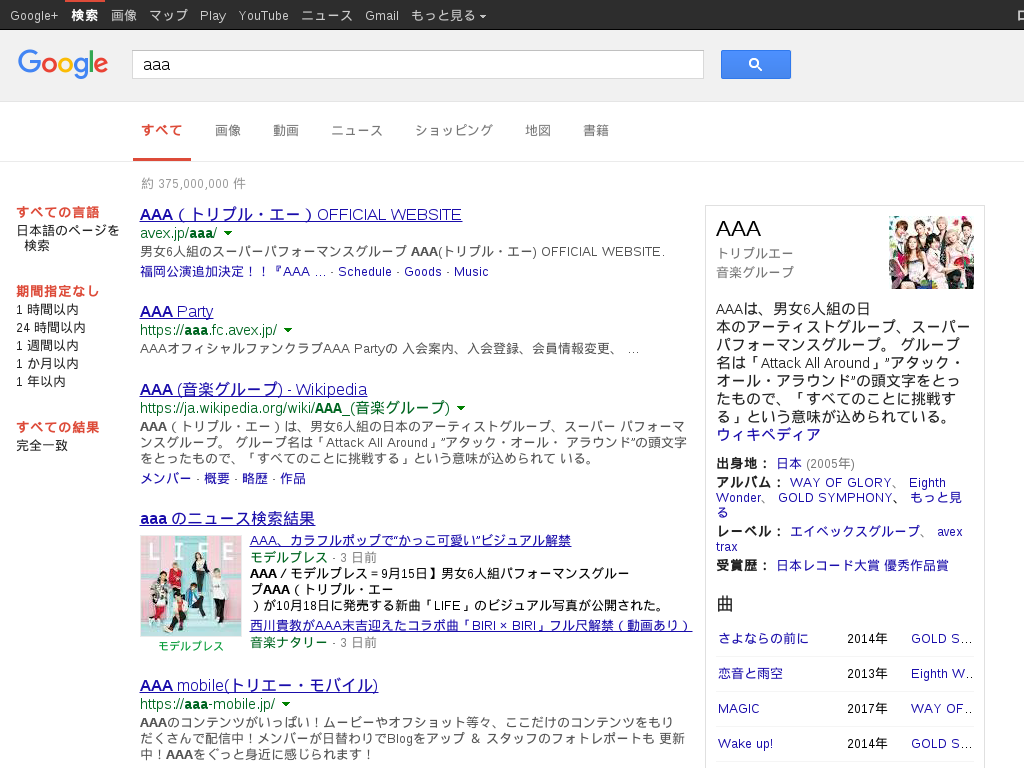 Google+ 検索 画像 マップ Play YouTube ニュース Gmail もっと見る
Google
aaa
すべて 画像 動画 ニュース ショッピング 地図 書籍
約 375,000,000 件
すべての言語
日本語のページを
検索
期間指定なし
1 時間以内
24 時間以内
1 週間以内
1 か月以内
1 年以内
すべての結果
完全一致
AAA ( トリプル・エー ) OFFICIAL WEBSITE
avex.jp/aaa/
男女6人組のスーパーパフォーマンスグループ AAA(トリプル・エー) OFFICIAL WEBSITE.
福岡公演追加決定！！『AAA ... · Schedule · Goods · Music
AAA Party
https://aaa.fc.avex.jp/
AAAオフィシャルファンクラブAAA Partyの 入会案内、入会登録、会員情報変更、 ...
AAA (音楽グループ) - Wikipedia
https://ja.wikipedia.org/wiki/AAA_(音楽グループ)
AAA（トリプル・エー）は、男女6人組の日本のアーティストグループ、スーパー パフォーマ
ンスグループ。 グループ名は「Attack All Around」"アタック・オール・ アラウンド"の頭文字
をとったもので、「すべてのことに挑戦する」という意味が込められて いる。
メンバー · 概要 · 略歴 · 作品
aaa のニュース検索結果
LIFE
モデルプレス
AAA、カラフルポップで"かっこ可愛い"ビジュアル解禁
モデルプレス - 3 日前
AAA / モデルプレス = 9月15日】男女6人組パフォーマンスグルー
プAAA（トリプル・エー
）が10月18日に発売する新曲「LIFE」のビジュアル写真が公開された。
西川貴教がAAA末吉迎えたコラボ曲「BIRI × BIRI」フル尺解禁（動画あり）
音楽ナタリー - 3 日前
AAA mobile(トリエー・モバイル)
https://aaa-mobile.jp/
AAAのコンテンツがいっぱい！ムービーやオフショット等々、ここだけのコンテンツをもり
だくさんで配信中！メンバーが日替わりでBlogをアップ ＆ スタッフのフォトレポートも 更新
中！AAAをぐっと身近に感じられます！
AAA
トリプルエー
音楽グループ
AAAは、男女6人組の日
本のアーティストグループ、スーパー
パフォーマンスグループ。 グループ
名は「Attack All Around」"アタック・
オール・アラウンド"の頭文字をとっ
たもので、「すべてのことに挑戦す
る」という意味が込められている。
ウィキペディア
出身地： 日本 (2005年)
アルバム： WAY OF GLORY、 Eighth
Wonder、 GOLD SYMPHONY、 もっと見
る
レーベル： エイベックスグループ、 avex
trax
受賞歴： 日本レコード大賞 優秀作品賞
曲
さよならの前に 2014年 GOLD S...
恋音と雨空 2013年 Eighth W...
MAGIC 2017年 WAY OF...
Wake up! 2014年 GOLD S...